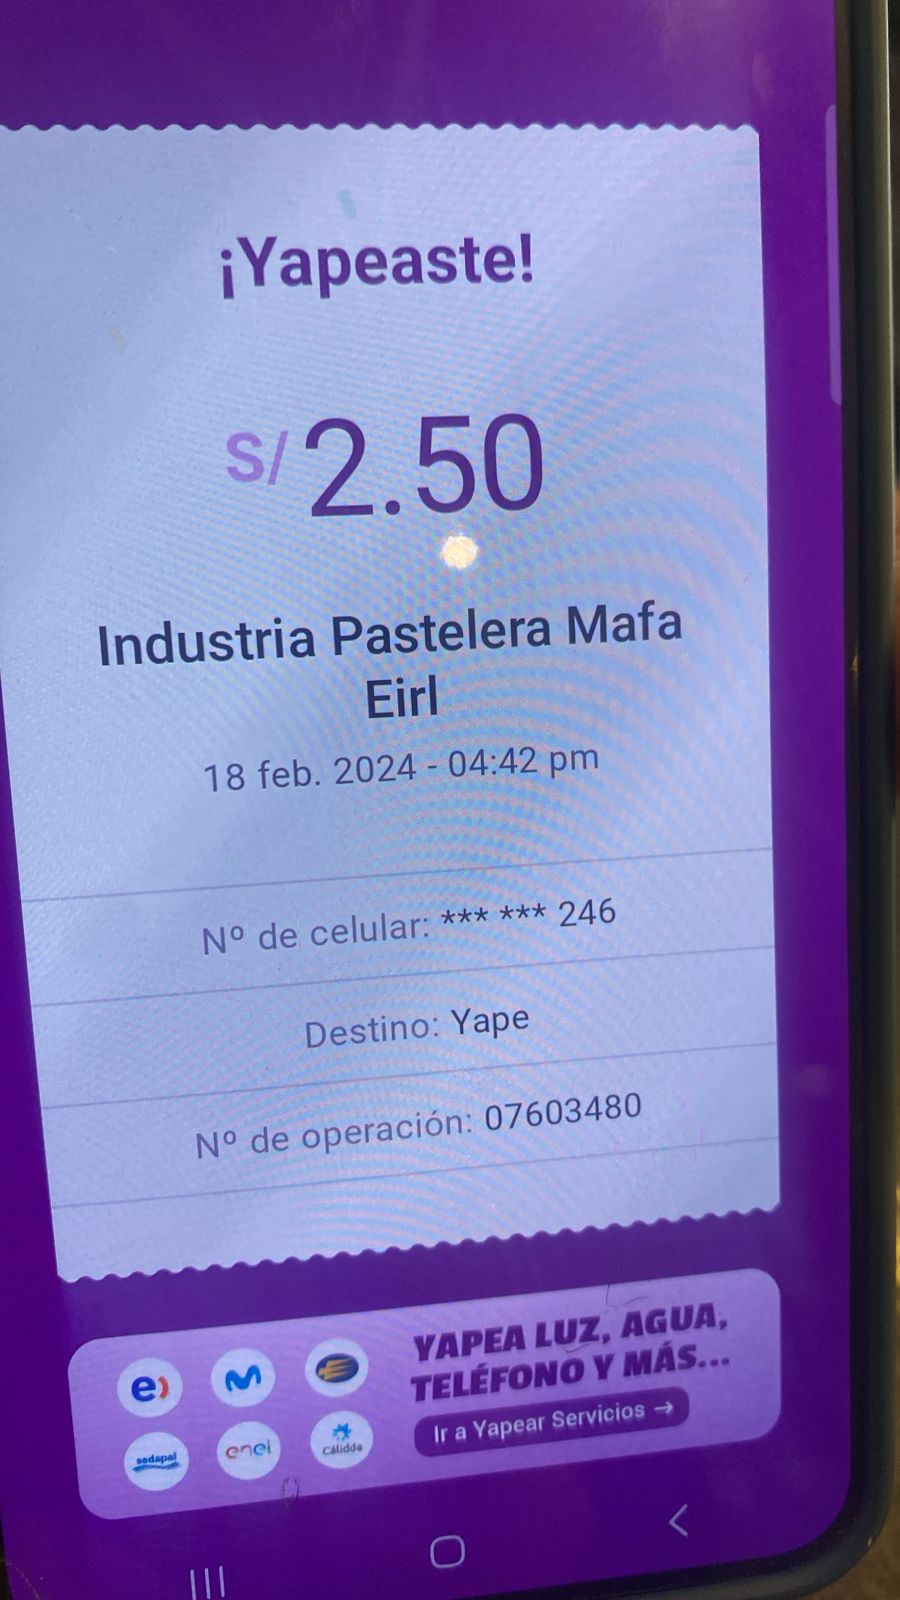 ¡Yapeaste!
S/ 2.50
Industria Pastelera Mafa
Eirl
18 feb. 2024 - 04:42 pm
Nº de celular: *** *** 246
Destino: Yape
Nº de operación: 07603480
YAPEA LUZ, AGUA,
TELÉFONO Y MÁS...
Ir a Yapear Servicios →
e)
sedapal
enel
Cálidda